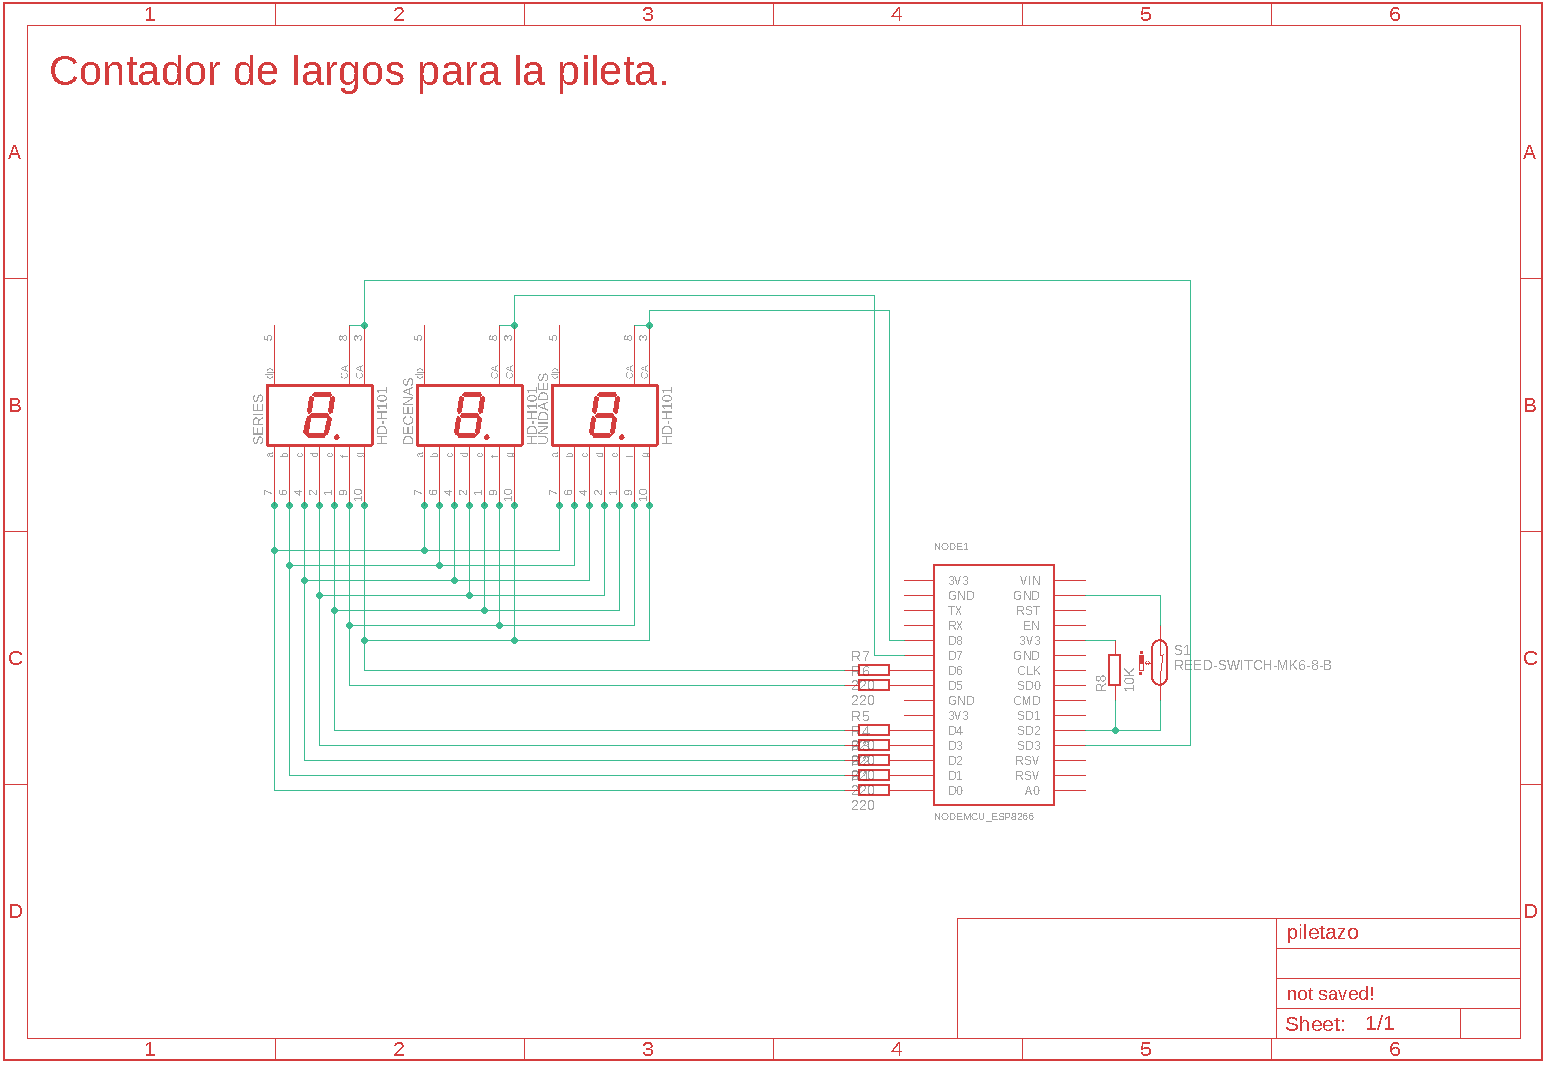 1 2 3 4 5 6
Contador de largos para la pileta.
A A
B B
C C
D D
5 8 3 5 8 3 5 8 3
dp CA CA dp CA CA dp CA CA
SERIES HD-H101 DECENAS HD-H101 UNIDADES HD-H101
a b c d e f g a b c d e f g a b c d e f g
7 6 4 2 1 9 10 7 6 4 2 1 9 10 7 6 4 2 1 9 10
NODE1
3V3 VIN
GND GND
TX RST
RX EN
D8 3V3
D7 GND
D6 CLK
D5 SD0
GND CMD
3V3 SD1
D4 SD2
D3 SD3
D2 RSV
D1 RSV
D0 A0
NODEMCU_ESP8266
R7
R6
220
220
R5
R4
220
220
R8
10K
S1
REED-SWITCH-MK6-8-B
piletazo
not saved!
Sheet: 1/1
1 2 3 4 5 6